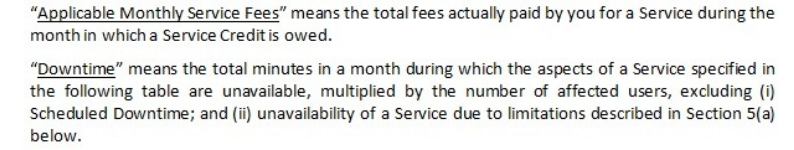 “Applicable Monthly Service Fees” means the total fees actually paid by you for a Service during the
month in which a Service Credit is owed.
“Downtime” means the total minutes in a month during which the aspects of a Service specified in
the following table are unavailable, multiplied by the number of affected users, excluding (i)
Scheduled Downtime; and (ii) unavailability of a Service due to limitations described in Section 5(a)
below.